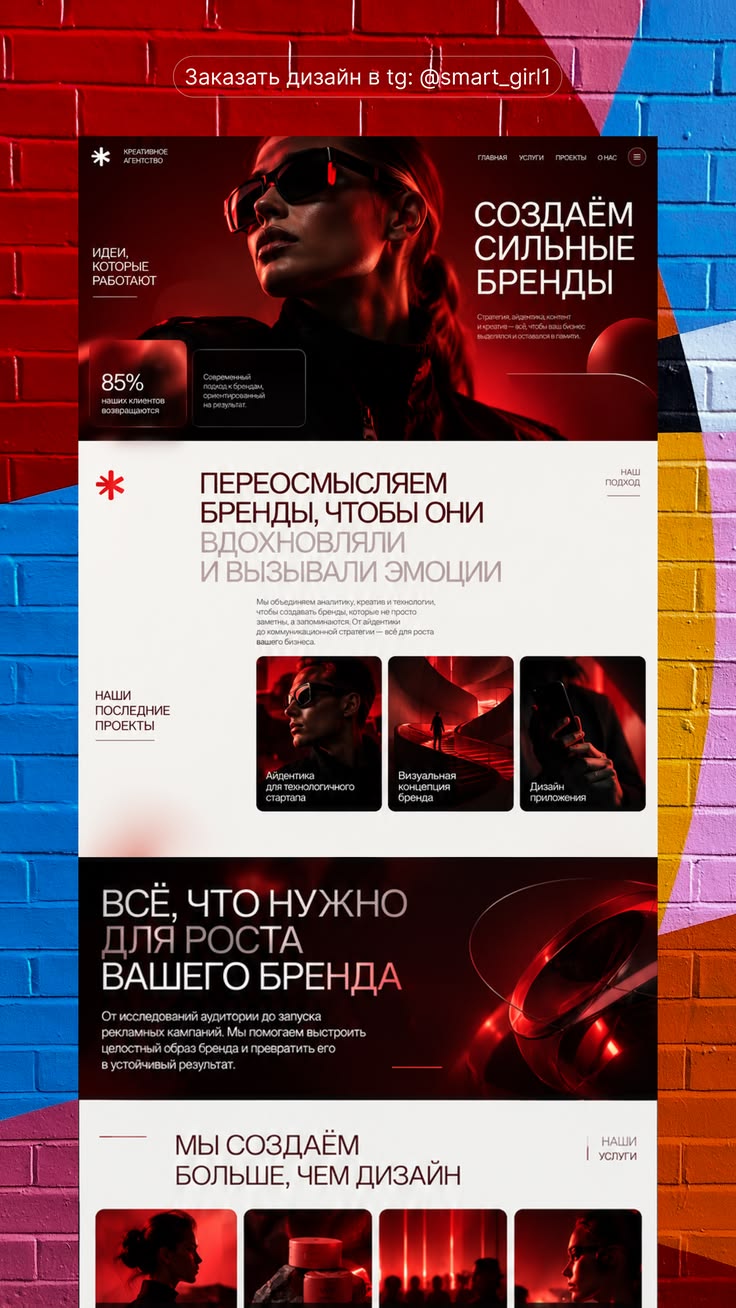 Заказать дизайн в tg: @smart_girl1
КРЕАТИВНОЕ
АГЕНТСТВО
ГЛАВНАЯ УСЛУГИ ПРОЕКТЫ О НАС
СОЗДАЁМ
СИЛЬНЫЕ
БРЕНДЫ
ИДЕИ,
КОТОРЫЕ
РАБОТАЮТ
Стратегия, айдентика, контент
и креатив — всё, чтобы ваш бизнес
выделялся и оставался в памяти.
85%
наших клиентов
возвращаются
Современный
подход к брендам,
ориентированный
на результат.
ПЕРЕОСМЫСЛЯЕМ
БРЕНДЫ, ЧТОБЫ ОНИ
ВДОХНОВЛЯЛИ
И ВЫЗЫВАЛИ ЭМОЦИИ
НАШ
ПОДХОД
Мы объединяем аналитику, креатив и технологии,
чтобы создавать бренды, которые не просто
заметны, а запоминаются. От айдентики
до коммуникационной стратегии — всё для роста
вашего бизнеса.
НАШИ
ПОСЛЕДНИЕ
ПРОЕКТЫ
Айдентика
для технологичного
стартапа
Визуальная
концепция
бренда
Дизайн
приложения
ВСЁ, ЧТО НУЖНО
ДЛЯ РОСТА
ВАШЕГО БРЕНДА
От исследований аудитории до запуска
рекламных кампаний. Мы помогаем выстроить
целостный образ бренда и превратить его
в устойчивый результат.
МЫ СОЗДАЁМ
БОЛЬШЕ, ЧЕМ ДИЗАЙН
НАШИ
УСЛУГИ